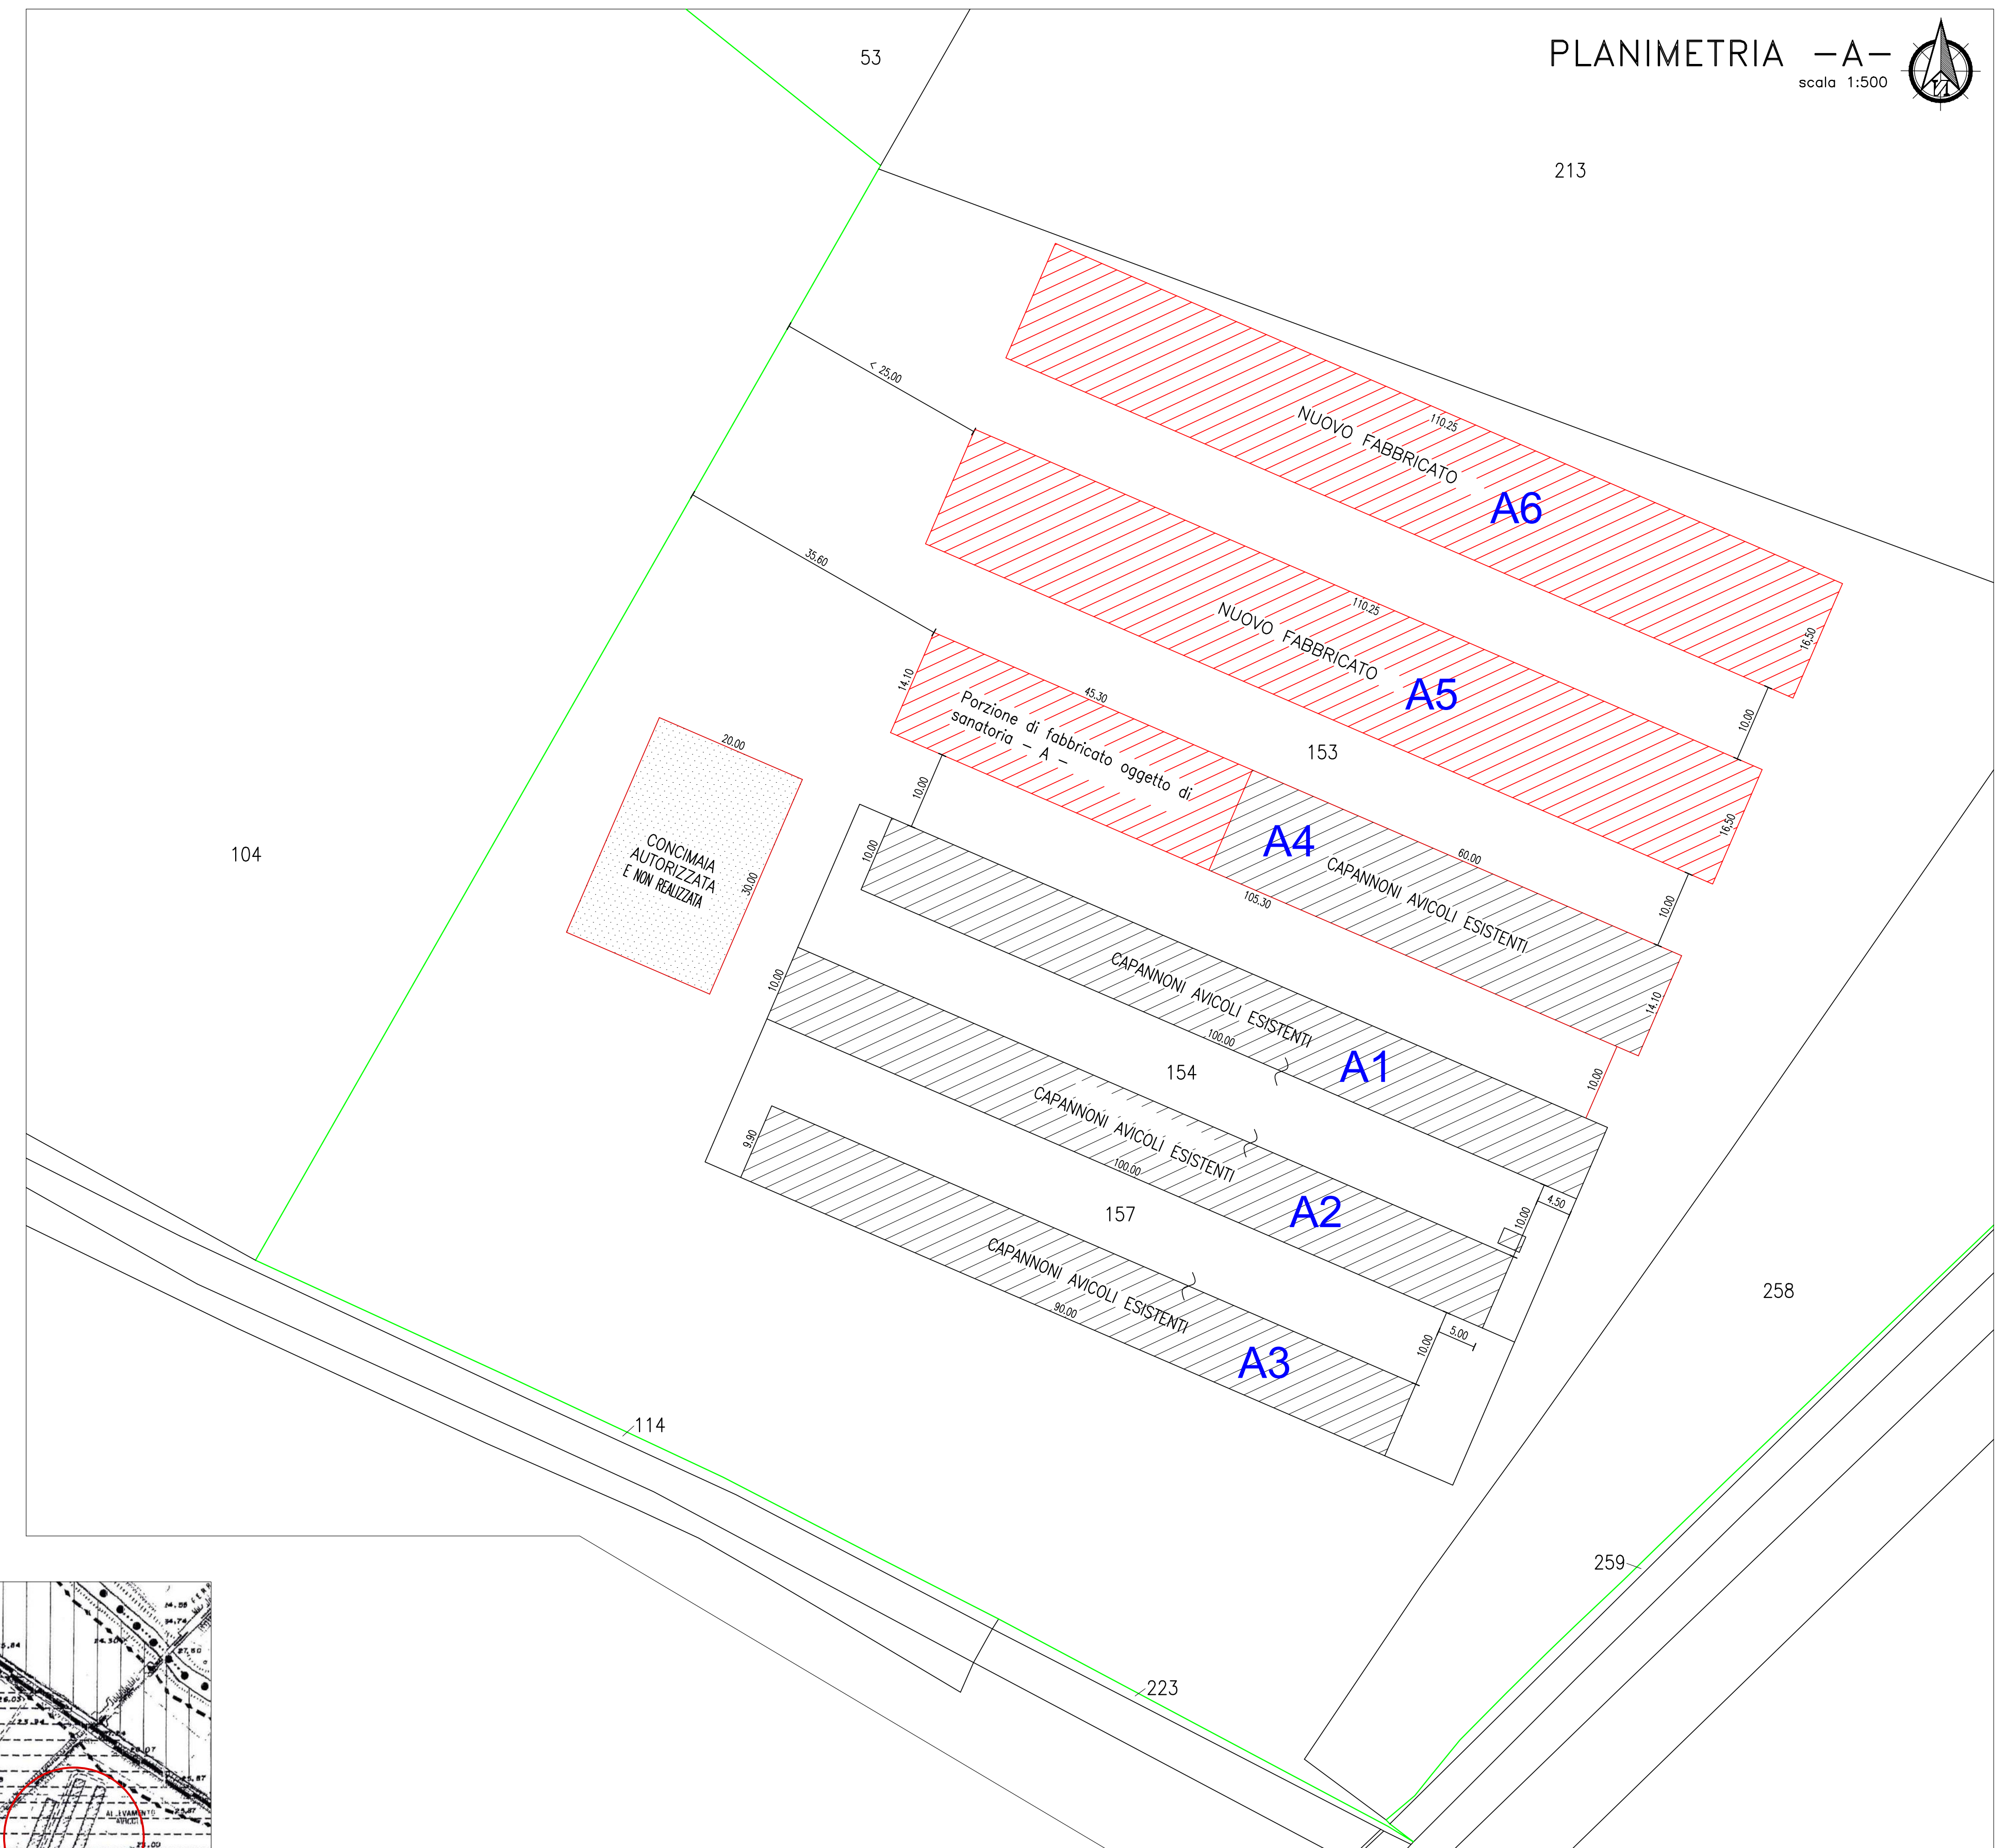 PLANIMETRIA -A-
scala 1:500
N
53
213
< 25,00
110.25
NUOVO FABBRICATO
A6
16,50
35,60
110.25
NUOVO FABBRICATO
A5
10.00
16,50
14.10
45,30
Porzione di fabbricato oggetto di
sanatoria - A -
153
20.00
10.00
A4
60.00
CAPANNONI AVICOLI ESISTENTI
10.00
105.30
14.10
104
CONCIMAIA
AUTORIZZATA
E NON REALIZZATA
30.00
10.00
CAPANNONI AVICOLI ESISTENTI
100.00
A1
10.00
10.00
154
CAPANNONI AVICOLI ESISTENTI
100.00
A2
4.50
10.00
9.90
157
CAPANNONI AVICOLI ESISTENTI
90.00
A3
10.00
5.00
258
114
259
223